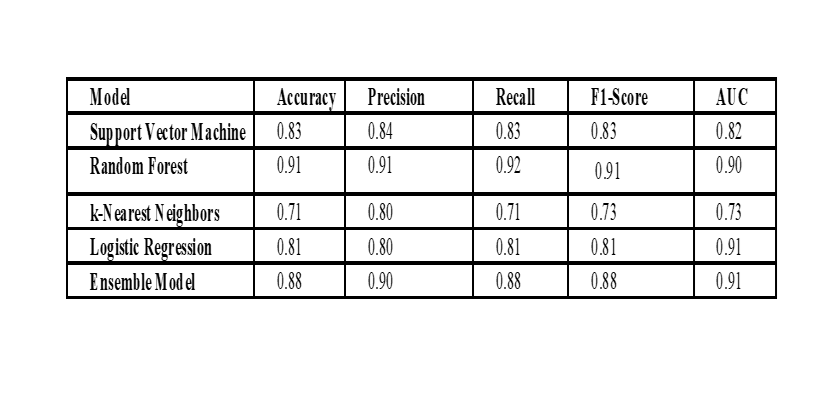 Model Accuracy Precision Recall F1-Score AUC
Support Vector Machine 0.83 0.84 0.83 0.83 0.82
Random Forest 0.91 0.91 0.92 0.91 0.90
k-Nearest Neighbors 0.71 0.80 0.71 0.73 0.73
Logistic Regression 0.81 0.80 0.81 0.81 0.91
Ensemble Model 0.88 0.90 0.88 0.88 0.91